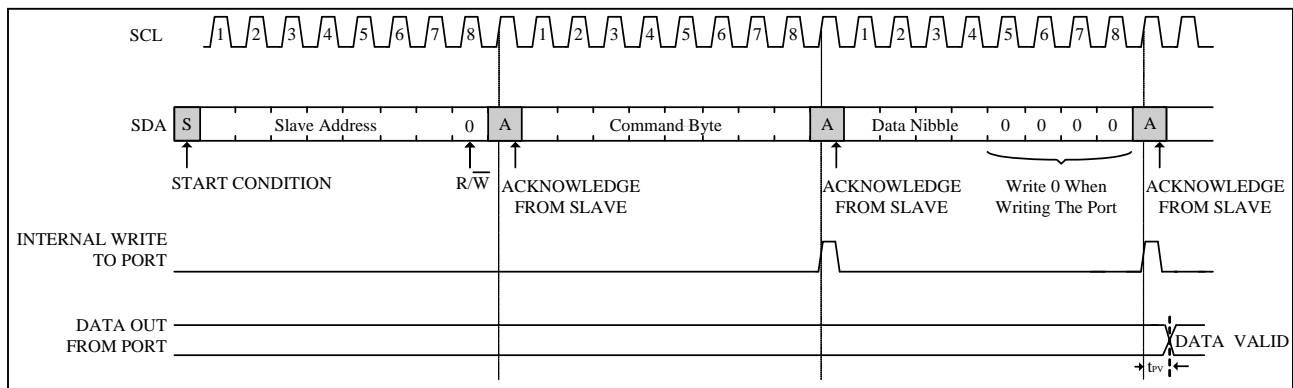 SCL 1 2 3 4 5 6 7 8 1 2 3 4 5 6 7 8 1 2 3 4 5 6 7 8
SDA S Slave Address 0 A Command Byte A Data Nibble 0 0 0 0 A
START CONDITION
R/W̅
ACKNOWLEDGE
FROM SLAVE
ACKNOWLEDGE
FROM SLAVE
Write 0 When
Writing The Port
ACKNOWLEDGE
FROM SLAVE
INTERNAL WRITE
TO PORT
DATA OUT
FROM PORT
DATA VALID
tPV